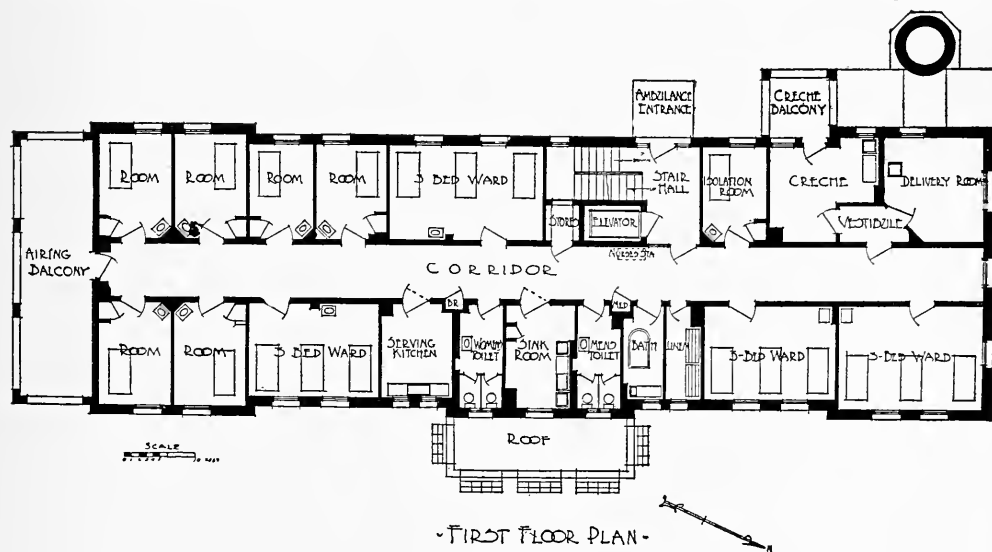 AMBULANCE
ENTRANCE
CRECHE
BALCONY
ROOM
ROOM
ROOM
ROOM
3 BED WARD
STAIR
HALL
ISOLATION
ROOM
CRECHE
DELIVERY ROOM
STORE
ELEVATOR
VESTIBULE
NURSES STA
AIRING
BALCONY
CORRIDOR
DR
MED
ROOM
ROOM
3 BED WARD
SERVING
KITCHEN
WOMEN'S
TOILET
SINK
ROOM
MENS
TOILET
BATH
LINEN
3-BED WARD
3-BED WARD
ROOF
SCALE
-FIRST FLOOR PLAN-
N